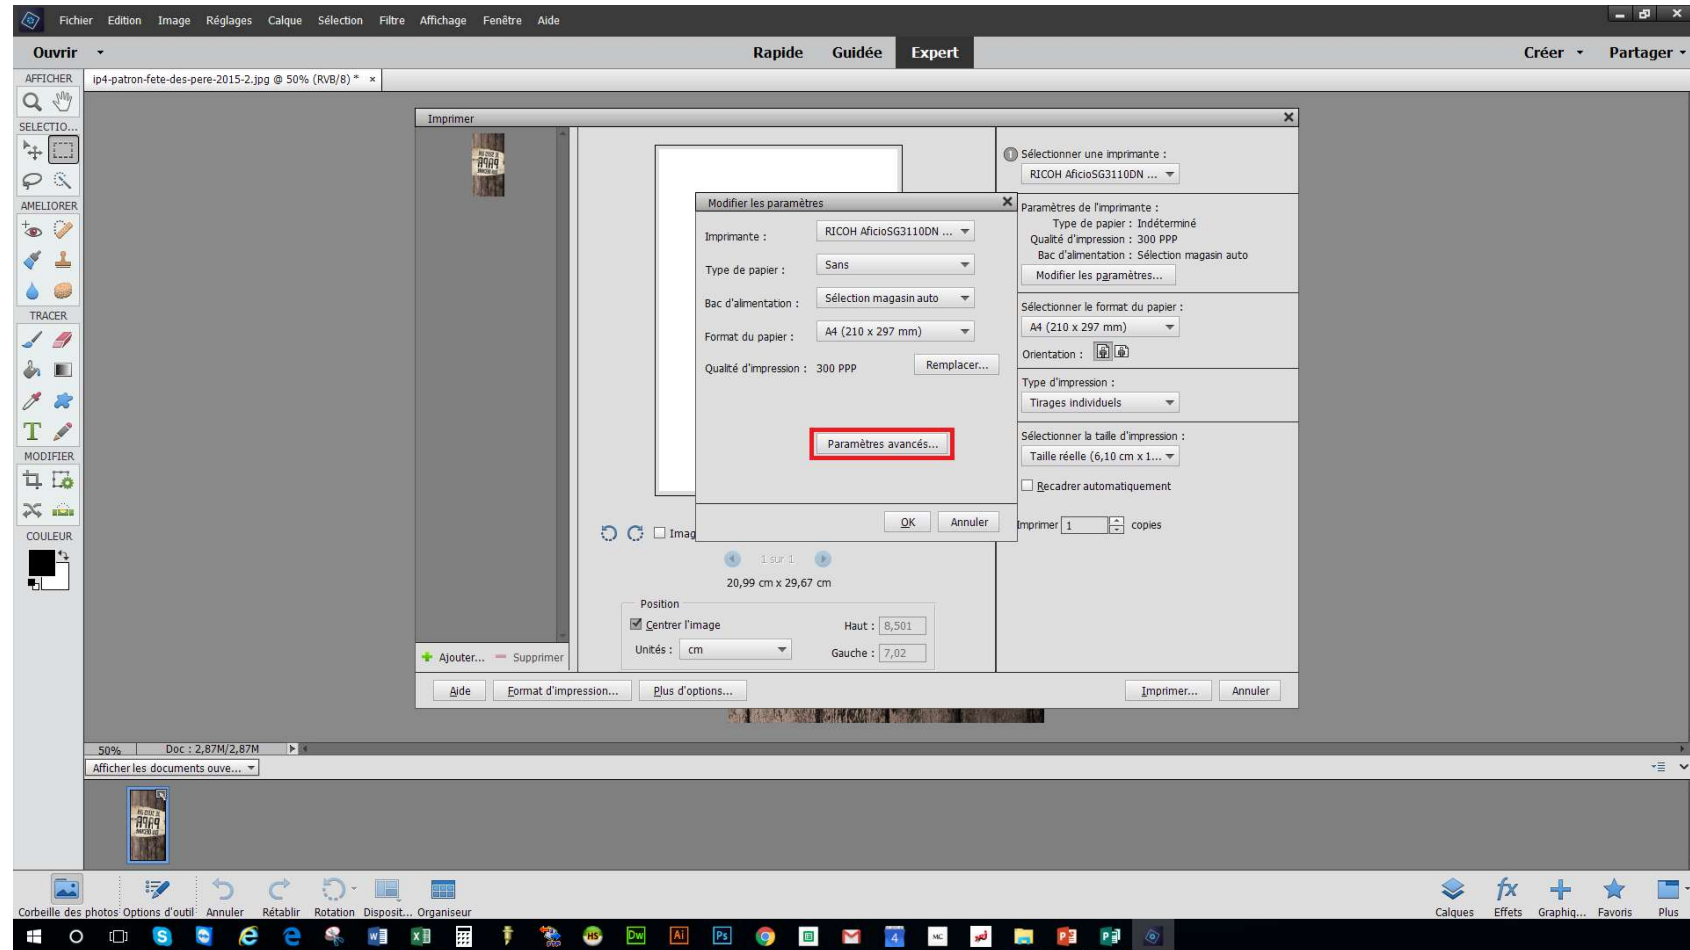 Fichier Edition Image Réglages Calque Sélection Filtre Affichage Fenêtre Aide
Ouvrir Rapide Guidée Expert Créer Partager
AFFICHER
ip4-patron-fete-des-pere-2015-2.jpg @ 50% (RVB/8) * ×
SELECTIO...
AMELIORER
TRACER
MODIFIER
COULEUR
Imprimer
Ajouter... Supprimer
Modifier les paramètres
Imprimante : RICOH AficioSG3110DN ...
Type de papier : Sans
Bac d'alimentation : Sélection magasin auto
Format du papier : A4 (210 x 297 mm)
Qualité d'impression : 300 PPP Remplacer...
Paramètres avancés...
OK Annuler
Imag
1 sur 1
20,99 cm x 29,67 cm
Position
Centrer l'image Haut : 8,501
Unités : cm Gauche : 7,02
1 Sélectionner une imprimante :
RICOH AficioSG3110DN ...
Paramètres de l'imprimante :
Type de papier : Indéterminé
Qualité d'impression : 300 PPP
Bac d'alimentation : Sélection magasin auto
Modifier les paramètres...
Sélectionner le format du papier :
A4 (210 x 297 mm)
Orientation :
Type d'impression :
Tirages individuels
Sélectionner la taille d'impression :
Taille réelle (6,10 cm x 1...
Recadrer automatiquement
Imprimer 1 copies
Aide Format d'impression... Plus d'options... Imprimer... Annuler
50% Doc : 2,87M/2,87M
Afficher les documents ouve...
Corbeille des photos Options d'outil Annuler Rétablir Rotation Disposit... Organiseur Calques Effets Graphiq... Favoris Plus